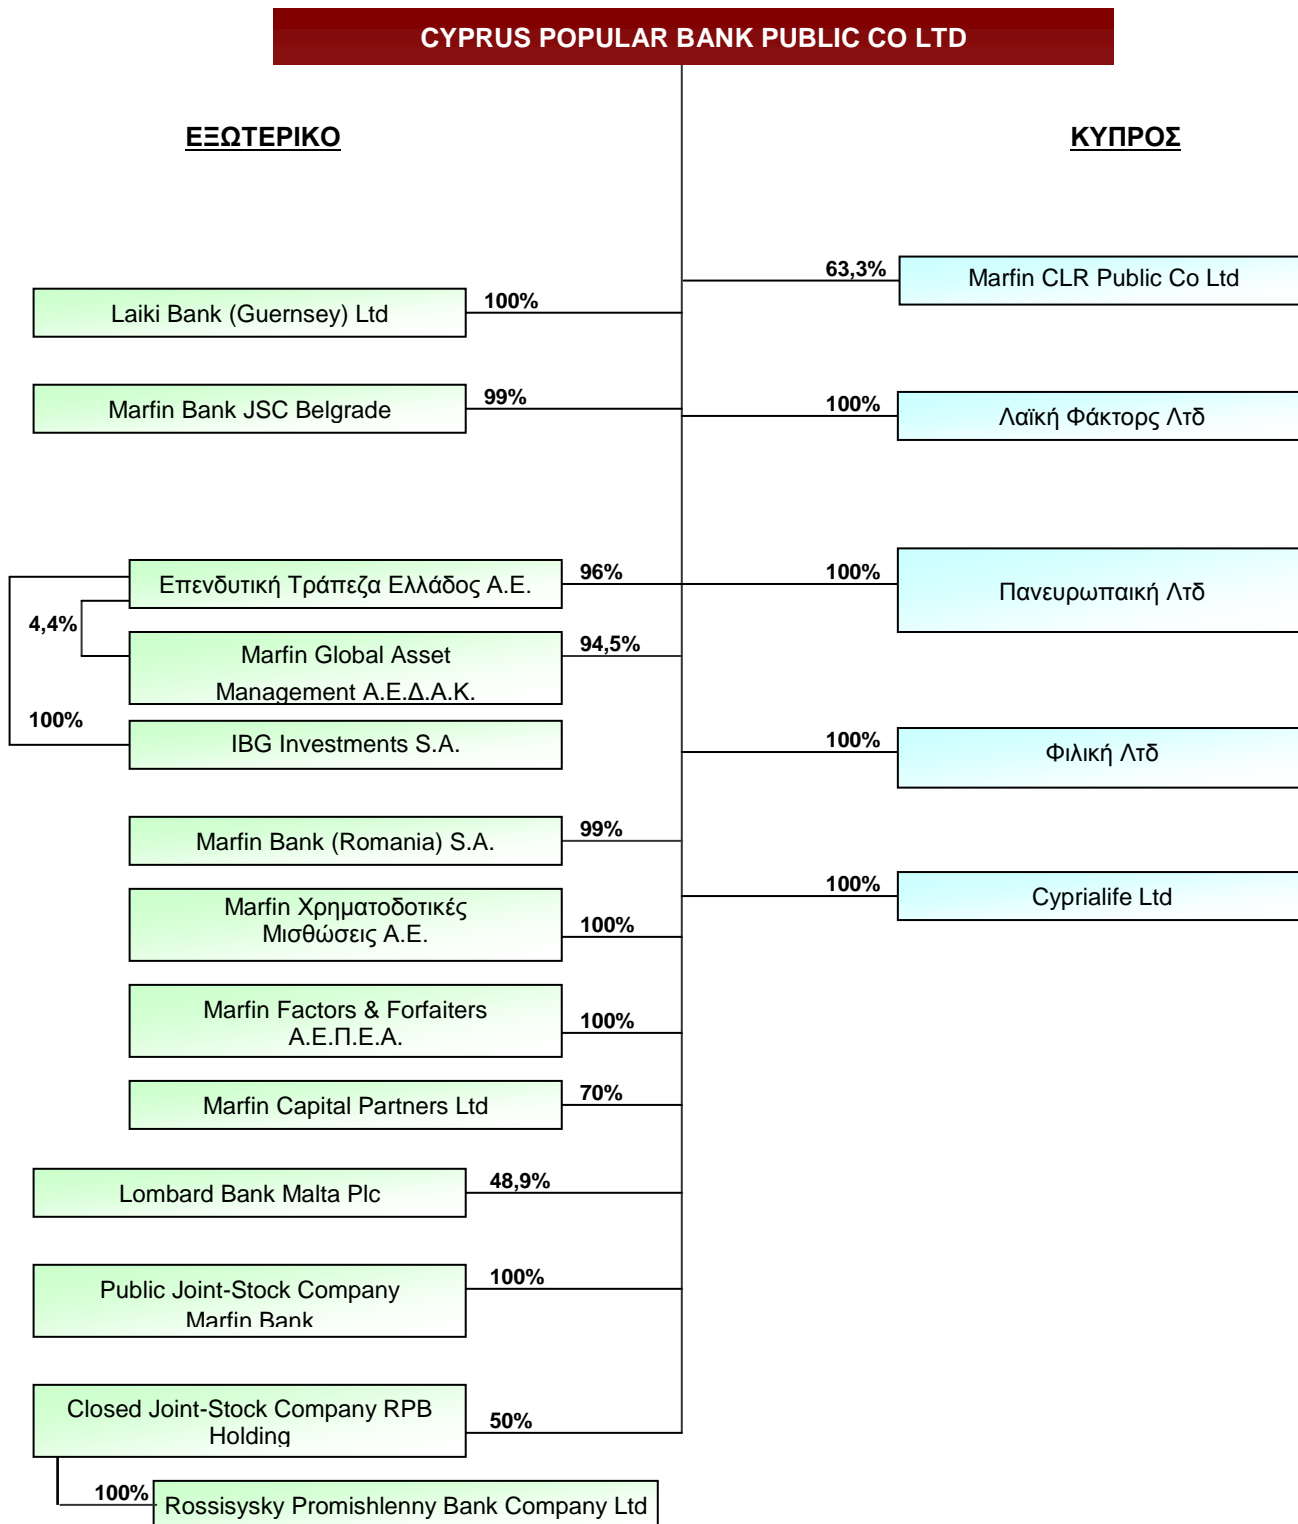 CYPRUS POPULAR BANK PUBLIC CO LTD
ΕΞΩΤΕΡΙΚΟ
ΚΥΠΡΟΣ
63,3%
Marfin CLR Public Co Ltd
Laiki Bank (Guernsey) Ltd
100%
Marfin Bank JSC Belgrade
99%
100%
Λαϊκή Φάκτορς Λτδ
Επενδυτική Τράπεζα Ελλάδος Α.Ε.
96%
100%
Πανευρωπαική Λτδ
4,4%
Marfin Global Asset
Management Α.Ε.Δ.Α.Κ.
94,5%
100%
IBG Investments S.A.
100%
Φιλική Λτδ
Marfin Bank (Romania) S.A.
99%
100%
Cyprialife Ltd
Marfin Χρηματοδοτικές
Μισθώσεις Α.Ε.
100%
Marfin Factors & Forfaiters
Α.Ε.Π.Ε.Α.
100%
Marfin Capital Partners Ltd
70%
Lombard Bank Malta Plc
48,9%
Public Joint-Stock Company
Marfin Bank
100%
Closed Joint-Stock Company RPB
Holding
50%
100%
Rossisysky Promishlenny Bank Company Ltd